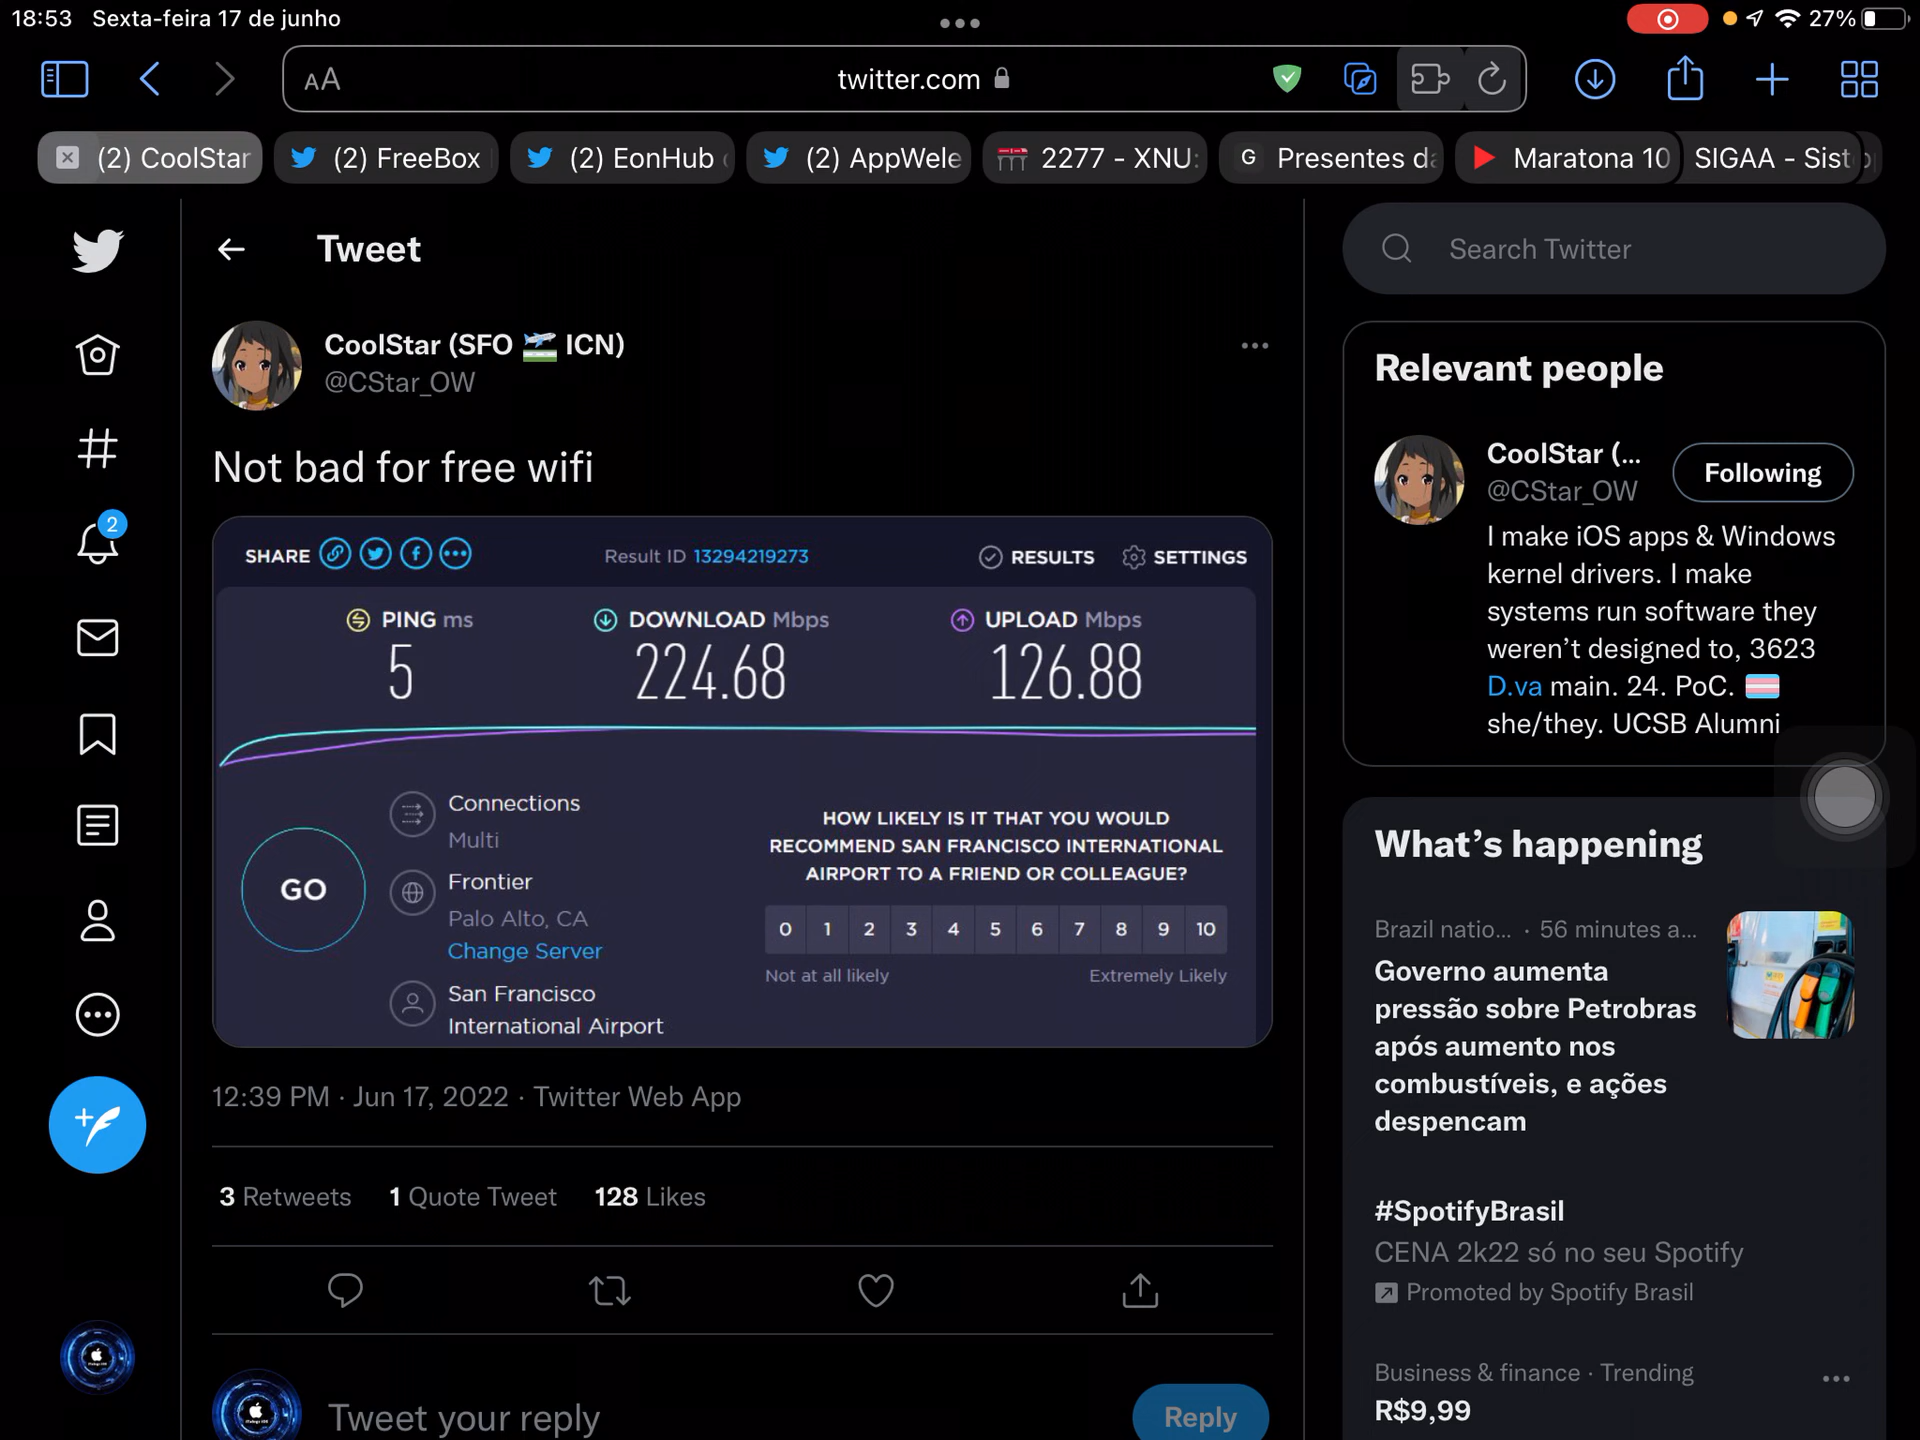 18:53 Sexta-feira 17 de junho
27%
AA twitter.com
(2) CoolStar
(2) FreeBox
(2) EonHub
(2) AppWele
2277 - XNU:
G Presentes da
Maratona 10
SIGAA - Sist
Tweet
CoolStar (SFO 🛫 ICN)
@CStar_OW
Not bad for free wifi
SHARE
Result ID 13294219273
RESULTS
SETTINGS
PING ms
DOWNLOAD Mbps
UPLOAD Mbps
5
224.68
126.88
GO
Connections
Multi
Frontier
Palo Alto, CA
Change Server
San Francisco
International Airport
HOW LIKELY IS IT THAT YOU WOULD
RECOMMEND SAN FRANCISCO INTERNATIONAL
AIRPORT TO A FRIEND OR COLLEAGUE?
0 1 2 3 4 5 6 7 8 9 10
Not at all likely
Extremely Likely
12:39 PM · Jun 17, 2022 · Twitter Web App
3 Retweets 1 Quote Tweet 128 Likes
Tweet your reply
Reply
2
Search Twitter
Relevant people
CoolStar (...
@CStar_OW
Following
I make iOS apps & Windows
kernel drivers. I make
systems run software they
weren't designed to, 3623
D.va main. 24. PoC.
she/they. UCSB Alumni
What's happening
Brazil natio... · 56 minutes a...
Governo aumenta
pressão sobre Petrobras
após aumento nos
combustíveis, e ações
despencam
#SpotifyBrasil
CENA 2k22 só no seu Spotify
Promoted by Spotify Brasil
Business & finance · Trending
R$9,99